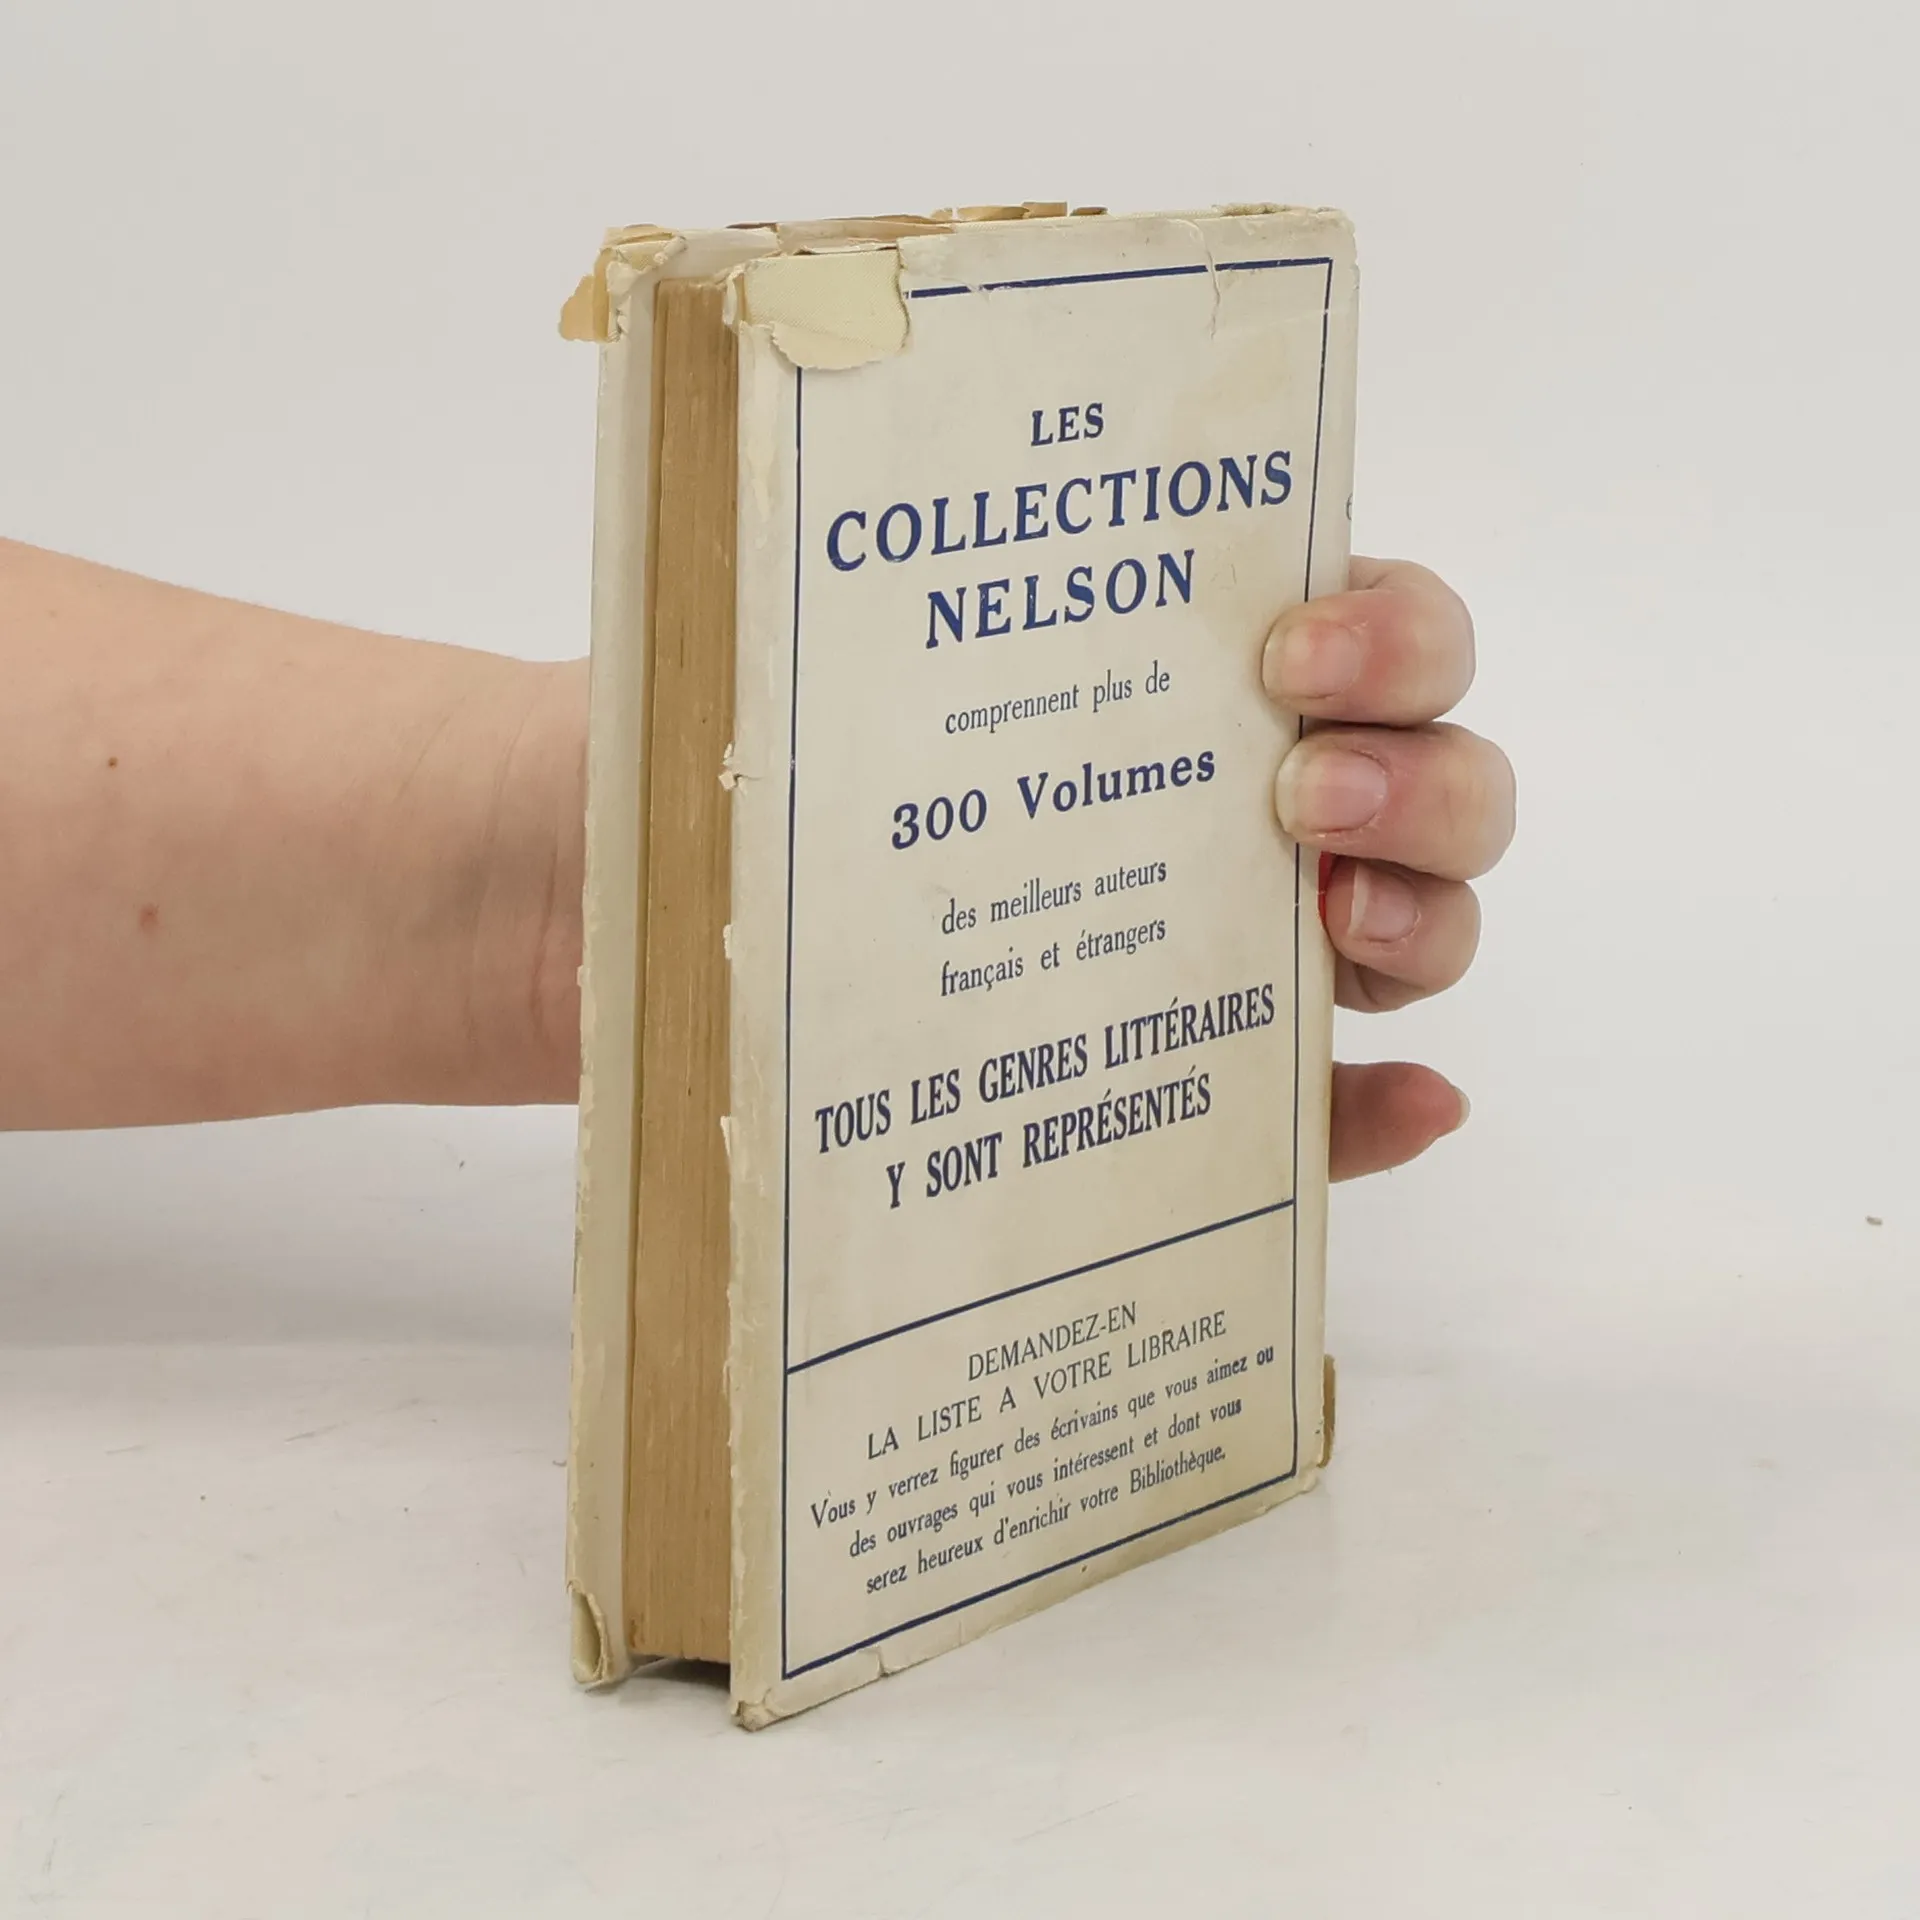 LES
COLLECTIONS
NELSON
comprennent plus de
300 Volumes
des meilleurs auteurs
français et étrangers
TOUS LES GENRES LITTÉRAIRES
Y SONT REPRÉSENTÉS
DEMANDEZ-EN
LA LISTE A VOTRE LIBRAIRE
Vous y verrez figurer des écrivains que vous aimez ou
des ouvrages qui vous intéressent et dont vous
serez heureux d'enrichir votre Bibliothèque.